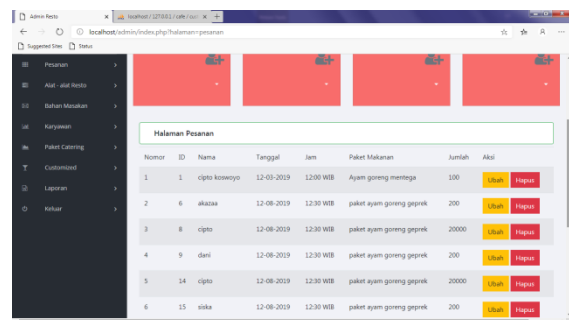 Admin Resto
localhost / 127.0.0.1 / cafe /
localhost/admin/index.php?halaman=pesanan
Suggested Sites Status
Pesanan
Alat - alat Resto
Bahan Masakan
Karyawan
Paket Catering
Customized
Laporan
Keluar
Halaman Pesanan
Nomor ID Nama Tanggal Jam Paket Makanan Jumlah Aksi
1 1 cipto koswoyo 12-03-2019 12:00 WIB Ayam goreng mentega 100 Ubah Hapus
2 6 akazaa 12-08-2019 12:30 WIB paket ayam goreng geprek 200 Ubah Hapus
3 8 cipto 12-08-2019 12:30 WIB paket ayam goreng geprek 20000 Ubah Hapus
4 9 dani 12-08-2019 12:30 WIB paket ayam goreng geprek 200 Ubah Hapus
5 14 cipto 12-08-2019 12:30 WIB paket ayam goreng geprek 20000 Ubah Hapus
6 15 siska 12-08-2019 12:30 WIB paket ayam goreng geprek 200 Ubah Hapus